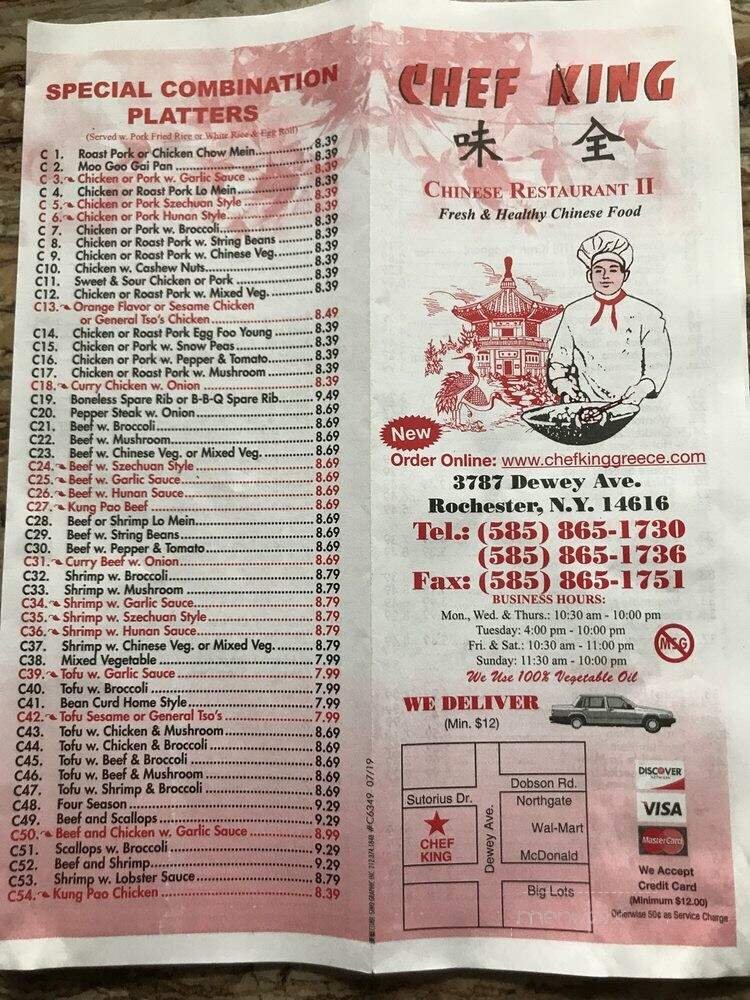 SPECIAL COMBINATION
PLATTERS
(Served w. Pork Fried Rice or White Rice & Egg Roll)
C 1. Roast Pork or Chicken Chow Mein 8.39
C 2. Moo Goo Gai Pan 8.39
C 3. Chicken or Pork w. Garlic Sauce 8.39
C 4. Chicken or Roast Pork Lo Mein 8.39
C 5. Chicken or Pork Szechuan Style 8.39
C 6. Chicken or Pork Hunan Style 8.39
C 7. Chicken or Pork w. Broccoli 8.39
C 8. Chicken or Roast Pork w. String Beans 8.39
C 9. Chicken or Roast Pork w. Chinese Veg. 8.39
C10. Chicken w. Cashew Nuts 8.39
C11. Sweet & Sour Chicken or Pork 8.39
C12. Chicken or Roast Pork w. Mixed Veg. 8.39
C13. Orange Flavor or Sesame Chicken
or General Tso's Chicken 8.49
C14. Chicken or Roast Pork Egg Foo Young 8.39
C15. Chicken or Pork w. Snow Peas 8.39
C16. Chicken or Pork w. Pepper & Tomato 8.39
C17. Chicken or Roast Pork w. Mushroom 8.39
C18. Curry Chicken w. Onion 8.39
C19. Boneless Spare Rib or B-B-Q Spare Rib 9.49
C20. Pepper Steak w. Onion 8.69
C21. Beef w. Broccoli 8.69
C22. Beef w. Mushroom 8.69
C23. Beef w. Chinese Veg. or Mixed Veg. 8.69
C24. Beef w. Szechuan Style 8.69
C25. Beef w. Garlic Sauce 8.69
C26. Beef w. Hunan Sauce 8.69
C27. Kung Pao Beef 8.69
C28. Beef or Shrimp Lo Mein 8.69
C29. Beef w. String Beans 8.69
C30. Beef w. Pepper & Tomato 8.69
C31. Curry Beef w. Onion 8.69
C32. Shrimp w. Broccoli 8.79
C33. Shrimp w. Mushroom 8.79
C34. Shrimp w. Garlic Sauce 8.79
C35. Shrimp w. Szechuan Style 8.79
C36. Shrimp w. Hunan Sauce 8.79
C37. Shrimp w. Chinese Veg. or Mixed Veg. 8.79
C38. Mixed Vegetable 7.99
C39. Tofu w. Garlic Sauce 7.99
C40. Tofu w. Broccoli 7.99
C41. Bean Curd Home Style 7.99
C42. Tofu Sesame or General Tso's 7.99
C43. Tofu w. Chicken & Mushroom 8.69
C44. Tofu w. Chicken & Broccoli 8.69
C45. Tofu w. Beef & Broccoli 8.69
C46. Tofu w. Beef & Mushroom 8.69
C47. Tofu w. Shrimp & Broccoli 8.69
C48. Four Season 9.29
C49. Beef and Scallops 9.29
C50. Beef and Chicken w. Garlic Sauce 8.99
C51. Scallops w. Broccoli 9.29
C52. Beef and Shrimp 9.29
C53. Shrimp w. Lobster Sauce 8.79
C54. Kung Pao Chicken 8.39
#C6349 07/19
CHEF KING
味 全
CHINESE RESTAURANT II
Fresh & Healthy Chinese Food
New
Order Online: www.chefkinggreece.com
3787 Dewey Ave.
Rochester, N.Y. 14616
Tel.: (585) 865-1730
(585) 865-1736
Fax: (585) 865-1751
BUSINESS HOURS:
Mon., Wed. & Thurs.: 10:30 am - 10:00 pm
Tuesday: 4:00 pm - 10:00 pm
Fri. & Sat.: 10:30 am - 11:00 pm
Sunday: 11:30 am - 10:00 pm
MSG
We Use 100% Vegetable Oil
WE DELIVER
(Min. $12)
Dobson Rd.
Sutorius Dr.
Northgate
Dewey Ave.
Wal-Mart
CHEF
KING
McDonald
Big Lots
DISCOVER
NETWORK
VISA
MasterCard
We Accept
Credit Card
(Minimum $12.00)
Otherwise 50¢ as Service Charge